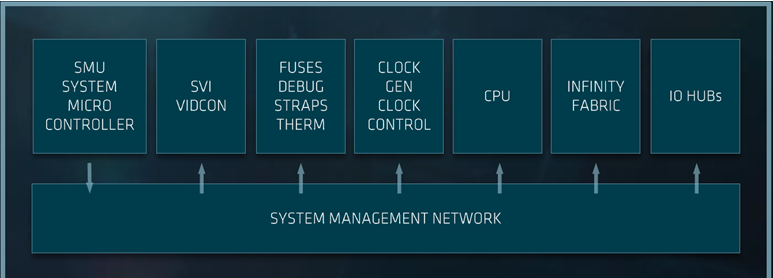 SMU
SYSTEM
MICRO
CONTROLLER
SVI
VIDCON
FUSES
DEBUG
STRAPS
THERM
CLOCK
GEN
CLOCK
CONTROL
CPU
INFINITY
FABRIC
IO HUBs
SYSTEM MANAGEMENT NETWORK